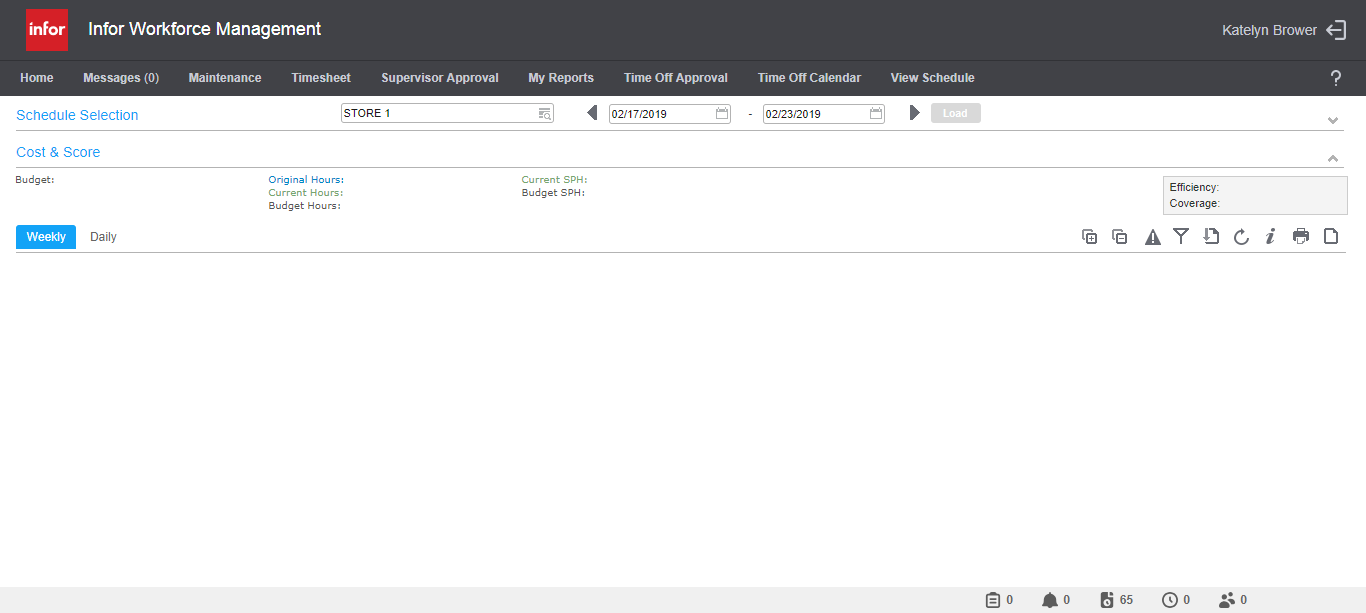 infor Infor Workforce Management Katelyn Brower
Home Messages (0) Maintenance Timesheet Supervisor Approval My Reports Time Off Approval Time Off Calendar View Schedule ?
Schedule Selection STORE 1 02/17/2019 - 02/23/2019 Load
Cost & Score
Budget: Original Hours: Current SPH: Efficiency:
Current Hours: Budget SPH: Coverage:
Budget Hours:
Weekly Daily i
0 0 65 0 0